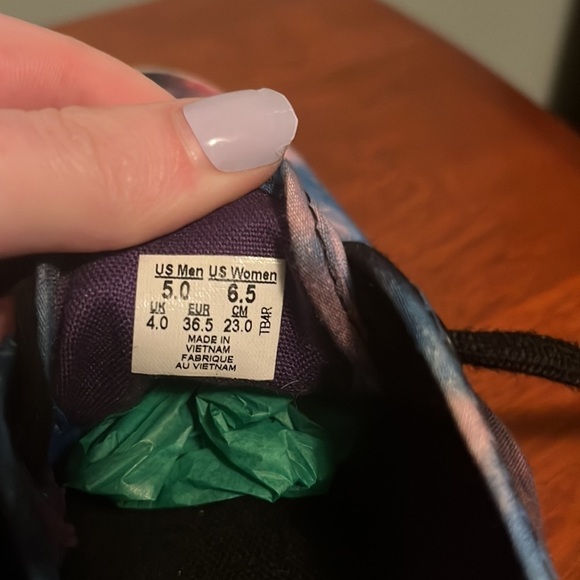 US Men US Women
5.0 6.5
UK EUR CM
4.0 36.5 23.0
MADE IN
VIETNAM
FABRIQUE
AU VIETNAM
TB4R